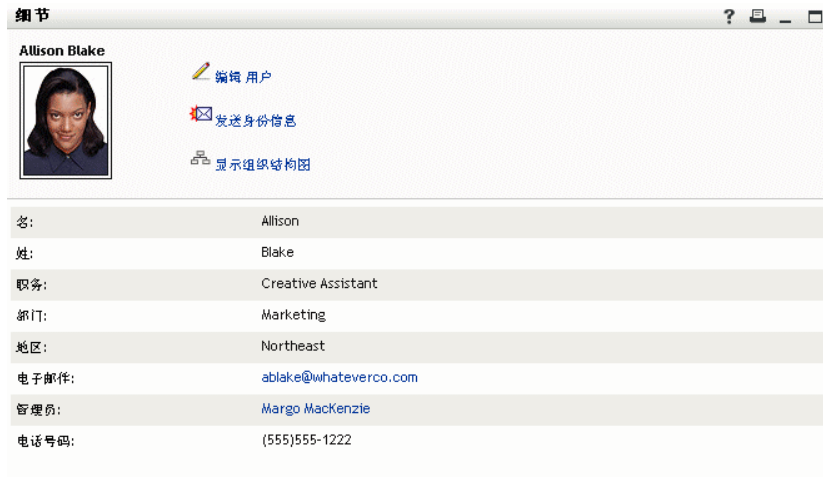 细节
Allison Blake
编辑 用户
发送身份信息
显示组织结构图
名: Allison
姓: Blake
职务: Creative Assistant
部门: Marketing
地区: Northeast
电子邮件: ablake@whateverco.com
管理员: Margo MacKenzie
电话号码: (555)555-1222